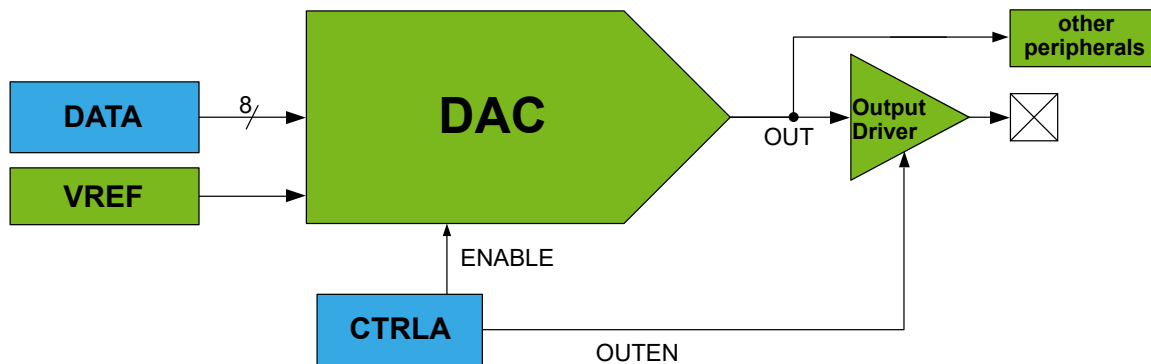 other
peripherals
DATA
8
DAC
Output
Driver
OUT
VREF
ENABLE
CTRLA
OUTEN